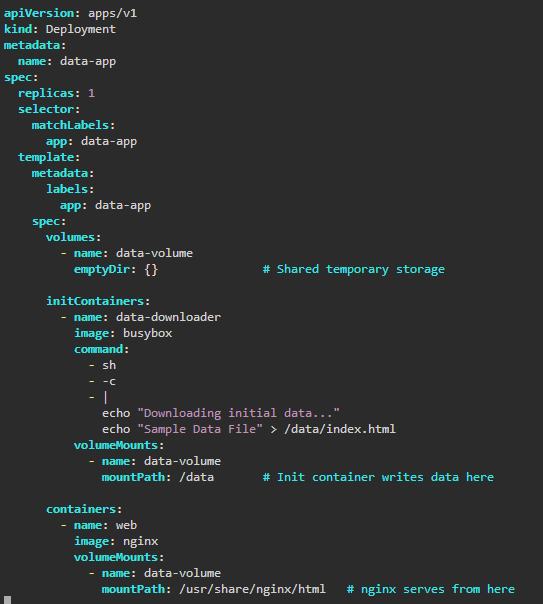 apiVersion: apps/v1
kind: Deployment
metadata:
  name: data-app
spec:
  replicas: 1
  selector:
    matchLabels:
      app: data-app
  template:
    metadata:
      labels:
        app: data-app
    spec:
      volumes:
        - name: data-volume
          emptyDir: {}               # Shared temporary storage

      initContainers:
        - name: data-downloader
          image: busybox
          command:
            - sh
            - -c
            - |
              echo "Downloading initial data..."
              echo "Sample Data File" > /data/index.html
          volumeMounts:
            - name: data-volume
              mountPath: /data       # Init container writes data here

      containers:
        - name: web
          image: nginx
          volumeMounts:
            - name: data-volume
              mountPath: /usr/share/nginx/html   # nginx serves from here